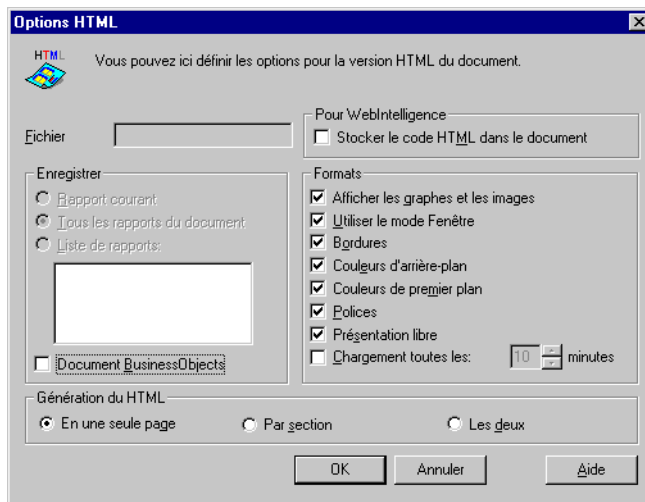 Options HTML
HTML
Vous pouvez ici définir les options pour la version HTML du document.
Fichier
Pour WebIntelligence
Stocker le code HTML dans le document
Enregistrer
Rapport courant
Tous les rapports du document
Liste de rapports:
Document BusinessObjects
Formats
Afficher les graphes et les images
Utiliser le mode Fenêtre
Bordures
Couleurs d'arrière-plan
Couleurs de premier plan
Polices
Présentation libre
Chargement toutes les: 10 minutes
Génération du HTML
En une seule page Par section Les deux
OK Annuler Aide